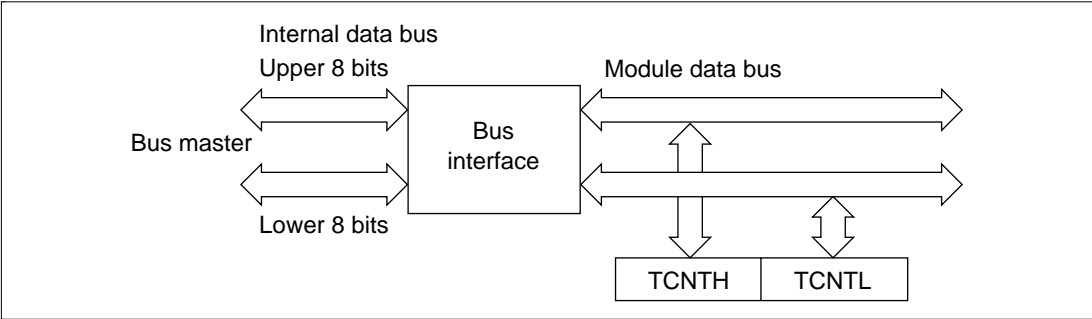 Internal data bus
Upper 8 bits
Module data bus
Bus master
Bus
interface
Lower 8 bits
TCNTH
TCNTL